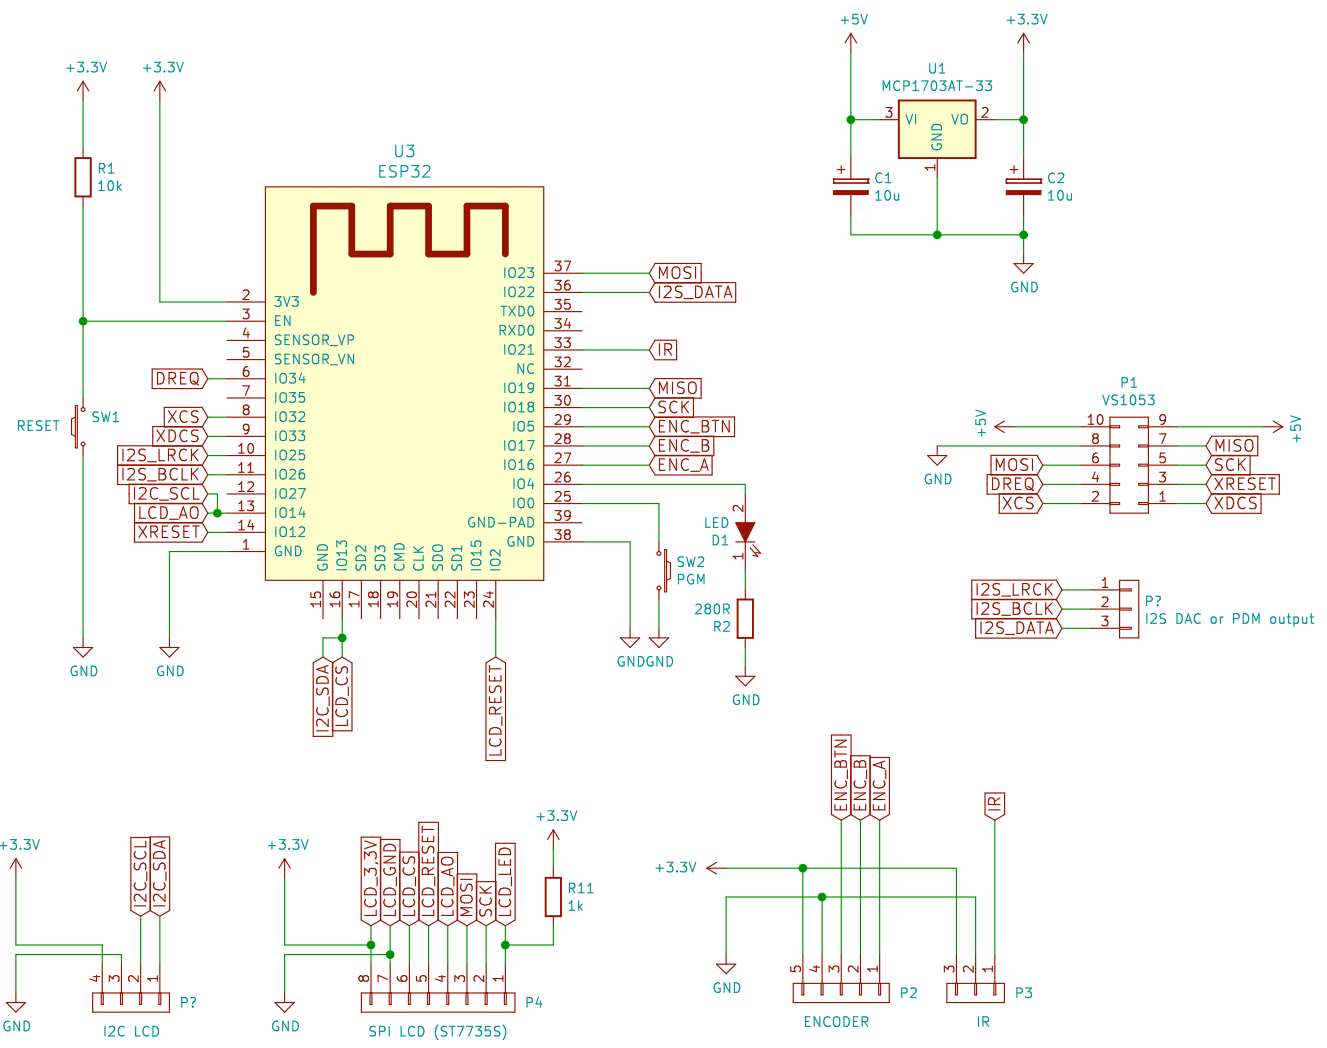 +5V
+3.3V
U1
MCP1703AT-33
3
VI
VO
2
GND
1
+
C1
10u
+
C2
10u
GND
+3.3V
+3.3V
R1
10k
U3
ESP32
RESET
SW1
2
3V3
3
EN
4
SENSOR_VP
5
SENSOR_VN
DREQ
6
IO34
7
IO35
XCS
8
IO32
XDCS
9
IO33
I2S_LRCK
10
IO25
I2S_BCLK
11
IO26
I2C_SCL
12
IO27
LCD_AO
13
IO14
XRESET
14
IO12
1
GND
GND
GND
IO23
37
MOSI
IO22
36
I2S_DATA
TXD0
35
RXD0
34
IO21
33
IR
NC
32
IO19
31
MISO
IO18
30
SCK
IO5
29
ENC_BTN
IO17
28
ENC_B
IO16
27
ENC_A
IO4
26
IO0
25
GND-PAD
39
GND
38
GND
IO13
SD2
SD3
CMD
CLK
SD0
SD1
IO15
IO2
15
16
17
18
19
20
21
22
23
24
I2C_SDA
LCD_CS
LCD_RESET
2
LED
D1
1
SW2
PGM
280R
R2
GND
GND
GND
P1
VS1053
+5V
10
9
+5V
8
7
MISO
GND
MOSI
6
5
SCK
DREQ
4
3
XRESET
XCS
2
1
XDCS
I2S_LRCK
1
I2S_BCLK
2
I2S_DATA
3
P?
I2S DAC or PDM output
+3.3V
I2C_SCL
I2C_SDA
4
3
2
1
P?
GND
I2C LCD
+3.3V
LCD_3.3V
LCD_GND
LCD_CS
LCD_RESET
LCD_AO
MOSI
SCK
LCD_LED
+3.3V
R11
1k
8
7
6
5
4
3
2
1
P4
GND
SPI LCD (ST7735S)
ENC_BTN
ENC_B
ENC_A
IR
+3.3V
GND
5
4
3
2
1
P2
ENCODER
3
2
1
P3
IR